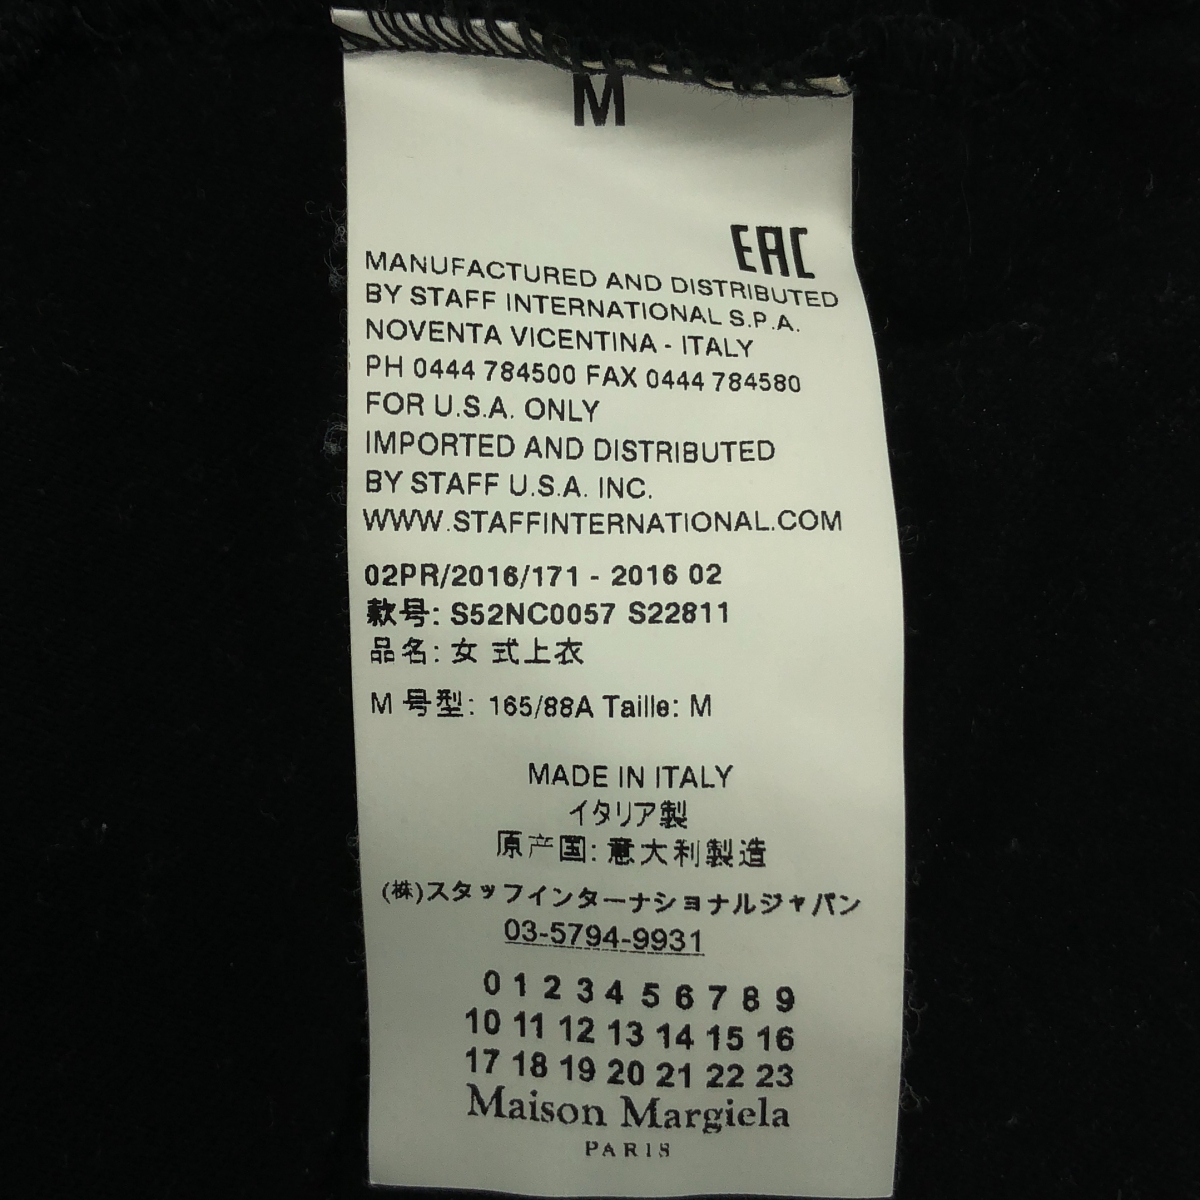 M
EAC
MANUFACTURED AND DISTRIBUTED
BY STAFF INTERNATIONAL S.P.A.
NOVENTA VICENTINA - ITALY
PH 0444 784500 FAX 0444 784580
FOR U.S.A. ONLY
IMPORTED AND DISTRIBUTED
BY STAFF U.S.A. INC.
WWW.STAFFINTERNATIONAL.COM
02PR/2016/171 - 2016 02
款号: S52NC0057 S22811
品名: 女 式上衣
M 号型: 165/88A Taille: M
MADE IN ITALY
イタリア製
原产国: 意大利製造
(株)スタッフインターナショナルジャパン
03-5794-9931
0 1 2 3 4 5 6 7 8 9
10 11 12 13 14 15 16
17 18 19 20 21 22 23
Maison Margiela
PARIS